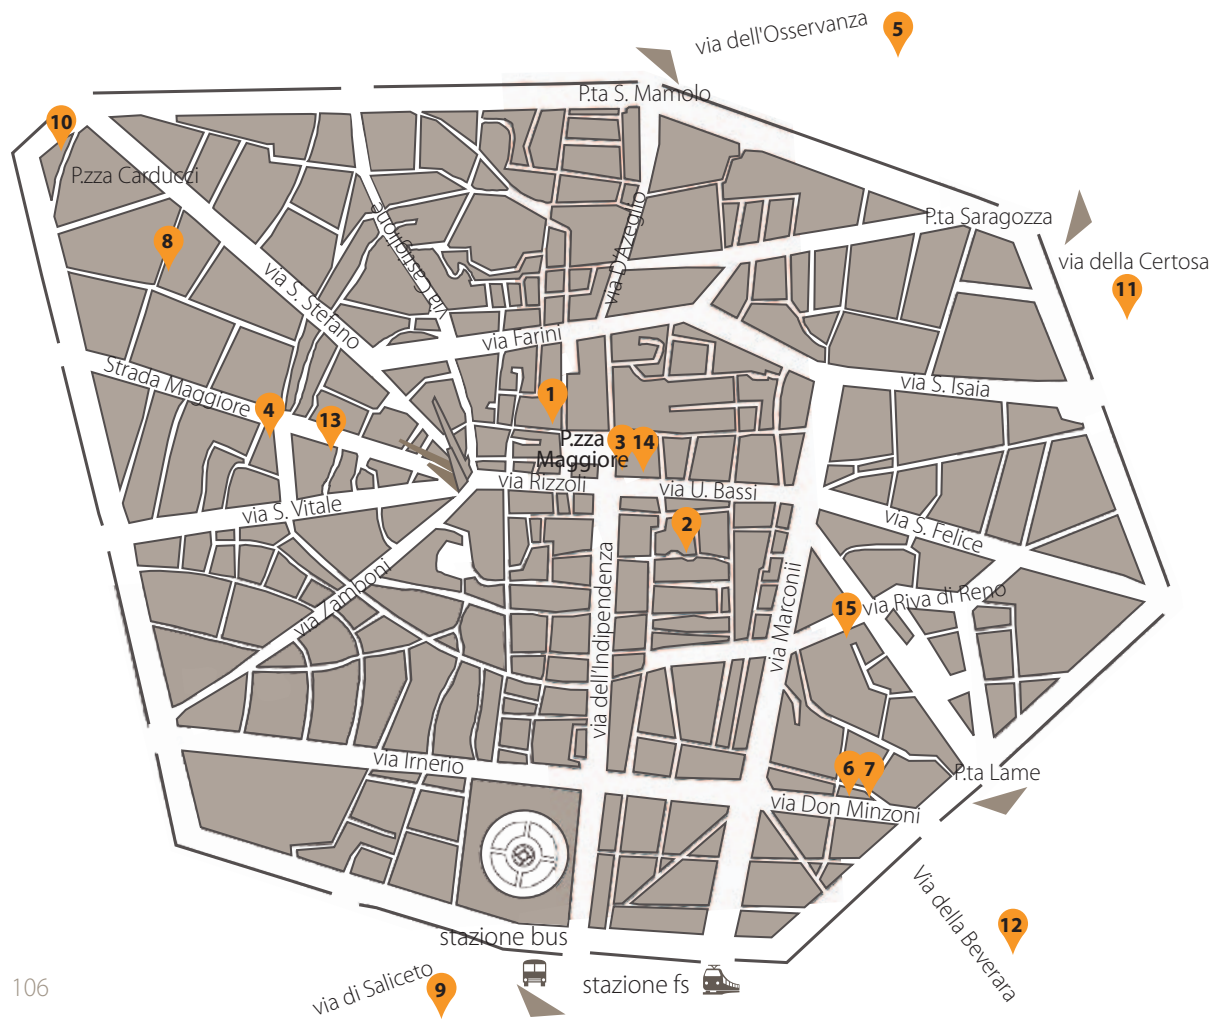 via dell'Osservanza
5
P.ta S. Mamolo
10
P.zza Carducci
8
via S. Stefano
via Castiglione
via D'Azeglio
P.ta Saragozza
via della Certosa
11
via Farini
Strada Maggiore
4
13
1
P.zza
Maggiore
3
14
via S. Isaia
via Rizzoli
via U. Bassi
via S. Vitale
2
via S. Felice
via Zamboni
via dell'Indipendenza
via Marconii
15
via Riva di Reno
via Irnerio
6
7
P.ta Lame
via Don Minzoni
Via della Beverara
12
stazione bus
stazione fs
via di Saliceto
9
106